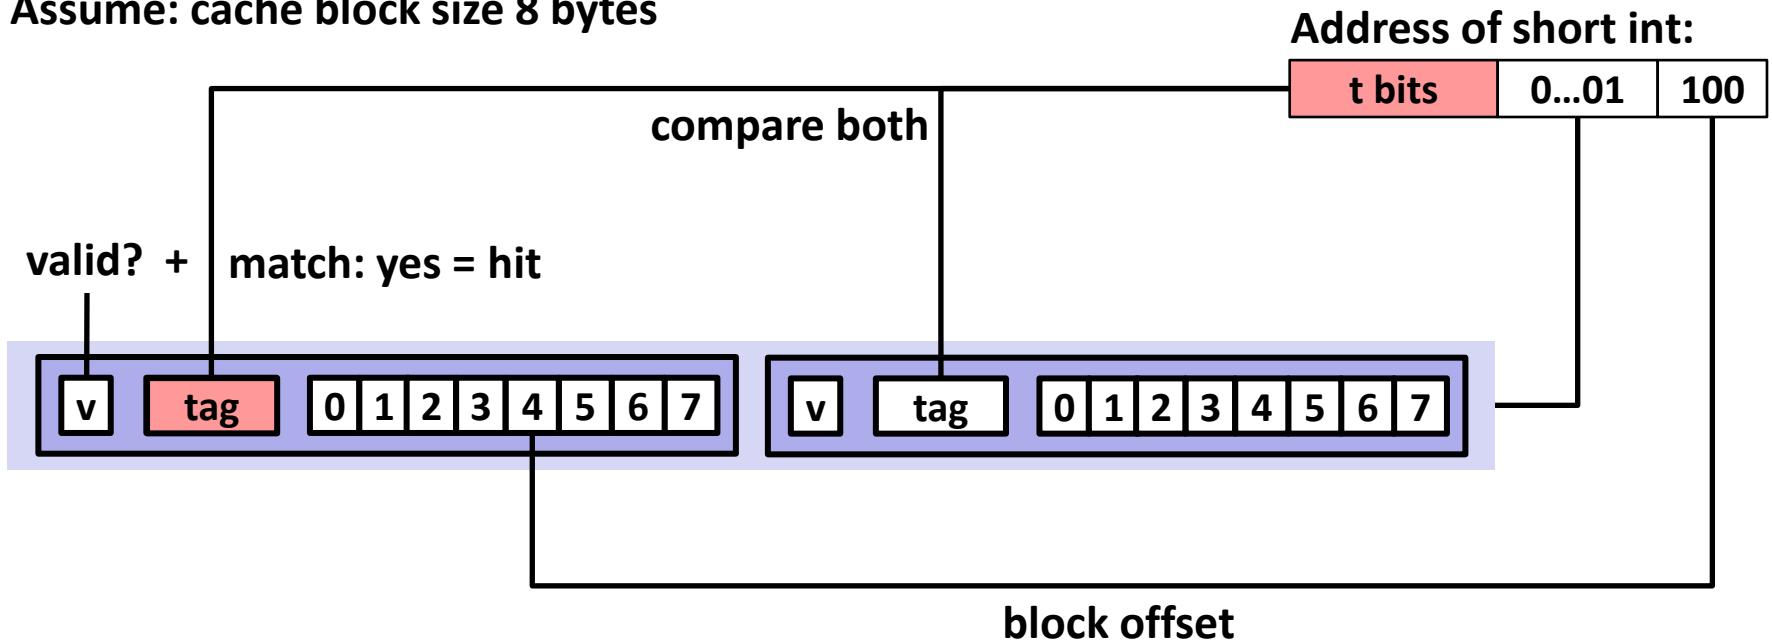 Assume: cache block size 8 bytes
Address of short int:
t bits 0...01 100
compare both
valid? + match: yes = hit
v tag 0 1 2 3 4 5 6 7 v tag 0 1 2 3 4 5 6 7
block offset